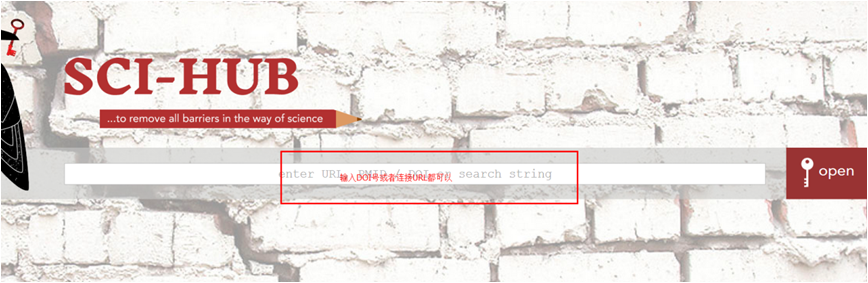 SCI-HUB
...to remove all barriers in the way of science
enter URL, PMID / DOI or search string
输入DOI号或者连接URL都可以
open